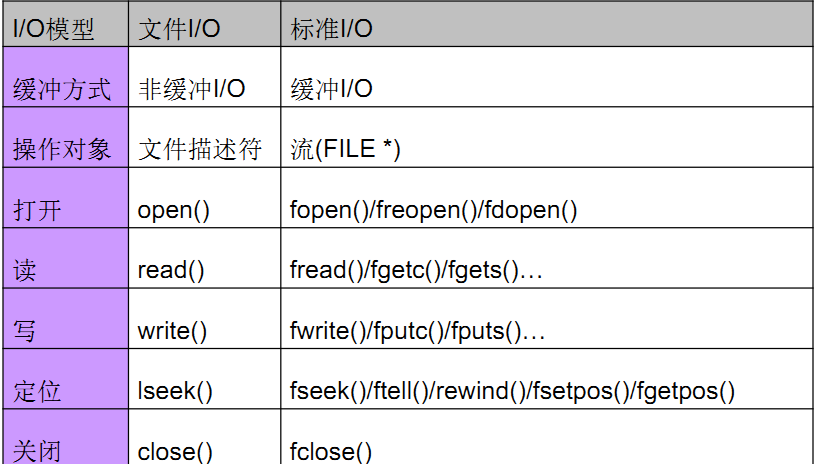 I/O模型 文件I/O 标准I/O
缓冲方式 非缓冲I/O 缓冲I/O
操作对象 文件描述符 流(FILE *)
打开 open() fopen()/freopen()/fdopen()
读 read() fread()/fgetc()/fgets()…
写 write() fwrite()/fputc()/fputs()…
定位 lseek() fseek()/ftell()/rewind()/fsetpos()/fgetpos()
关闭 close() fclose()